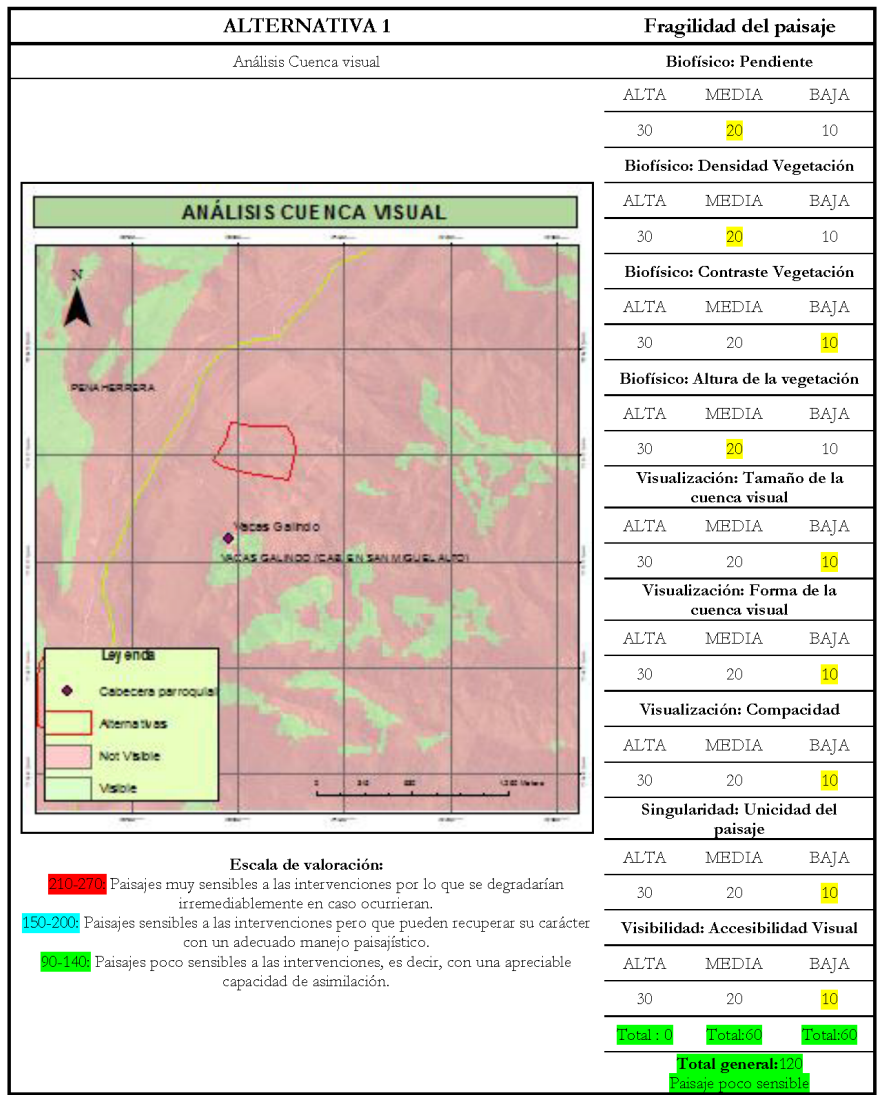 ALTERNATIVA 1
Fragilidad del paisaje
Análisis Cuenca visual
Biofísico: Pendiente
ALTA MEDIA BAJA
30 20 10
Biofísico: Densidad Vegetación
ALTA MEDIA BAJA
30 20 10
Biofísico: Contraste Vegetación
ALTA MEDIA BAJA
30 20 10
Biofísico: Altura de la vegetación
ALTA MEDIA BAJA
30 20 10
Visualización: Tamaño de la
cuenca visual
ALTA MEDIA BAJA
30 20 10
Visualización: Forma de la
cuenca visual
ALTA MEDIA BAJA
30 20 10
Visualización: Compacidad
ALTA MEDIA BAJA
30 20 10
Singularidad: Unicidad del
paisaje
ALTA MEDIA BAJA
30 20 10
Visibilidad: Accesibilidad Visual
ALTA MEDIA BAJA
30 20 10
Total : 0 Total:60 Total:60
Total general:120
Paisaje poco sensible
ANÁLISIS CUENCA VISUAL
N
PENAHERRERA
Vacas Galindo
VACAS GALINDO (CAB. EN SAN MIGUEL ALTO)
Leyenda
Cabecera parroquial
Alternativas
Not Visible
Visible
0
Escala de valoración:
210-270: Paisajes muy sensibles a las intervenciones por lo que se degradarían
irremediablemente en caso ocurrieran.
150-200: Paisajes sensibles a las intervenciones pero que pueden recuperar su carácter
con un adecuado manejo paisajístico.
90-140: Paisajes poco sensibles a las intervenciones, es decir, con una apreciable
capacidad de asimilación.